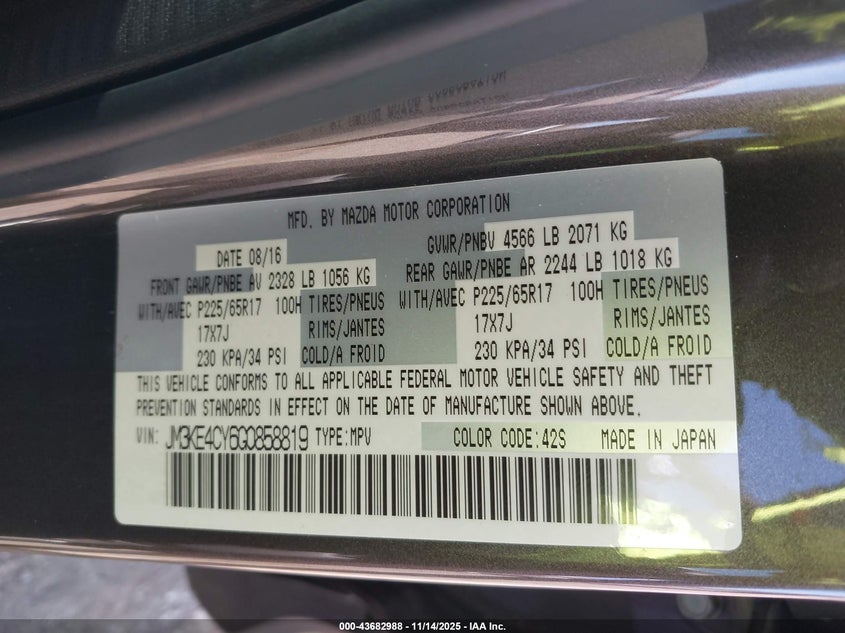 MFD. BY MAZDA MOTOR CORPORATION
DATE 08/16 GVWR/PNBV 4566 LB 2071 KG
FRONT GAWR/PNBE AV 2328 LB 1056 KG REAR GAWR/PNBE AR 2244 LB 1018 KG
WITH/AVEC P225/65R17 100H TIRES/PNEUS WITH/AVEC P225/65R17 100H TIRES/PNEUS
17X7J RIMS/JANTES 17X7J RIMS/JANTES
230 KPA/34 PSI COLD/A FROID 230 KPA/34 PSI COLD/A FROID
THIS VEHICLE CONFORMS TO ALL APPLICABLE FEDERAL MOTOR VEHICLE SAFETY AND THEFT
PREVENTION STANDARDS IN EFFECT ON THE DATE OF MANUFACTURE SHOWN ABOVE.
VIN: JM3KE4CY6G0858819 TYPE:MPV COLOR CODE:42S MADE IN JAPAN
000-43682988 - 11/14/2025 - IAA Inc.